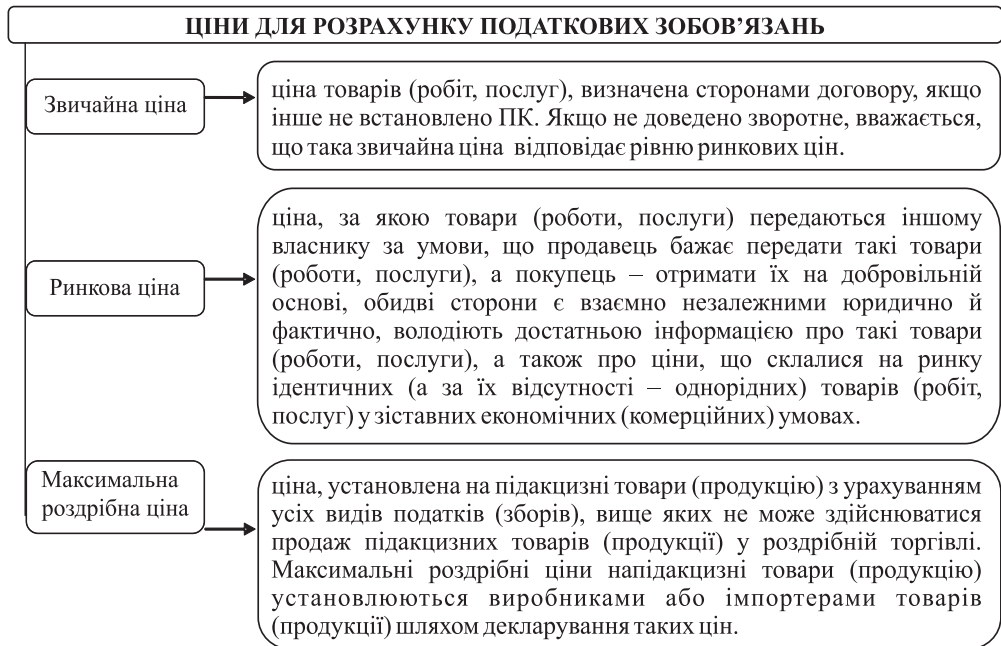 ЦІНИ ДЛЯ РОЗРАХУНКУ ПОДАТКОВИХ ЗОБОВ’ЯЗАНЬ
Звичайна ціна
ціна товарів (робіт, послуг), визначена сторонами договору, якщо
інше не встановлено ПК. Якщо не доведено зворотне, вважається,
що така звичайна ціна відповідає рівню ринкових цін.
Ринкова ціна
ціна, за якою товари (роботи, послуги) передаються іншому
власнику за умови, що продавець бажає передати такі товари
(роботи, послуги), а покупець – отримати їх на добровільній
основі, обидві сторони є взаємно незалежними юридично й
фактично, володіють достатньою інформацією про такі товари
(роботи, послуги), а також про ціни, що склалися на ринку
ідентичних (а за їх відсутності – однорідних) товарів (робіт,
послуг) у зіставних економічних (комерційних) умовах.
Максимальна
роздрібна ціна
ціна, установлена на підакцизні товари (продукцію) з урахуванням
усіх видів податків (зборів), вище яких не може здійснюватися
продаж підакцизних товарів (продукції) у роздрібній торгівлі.
Максимальні роздрібні ціни напідакцизні товари (продукцію)
установлюються виробниками або імпортерами товарів
(продукції) шляхом декларування таких цін.